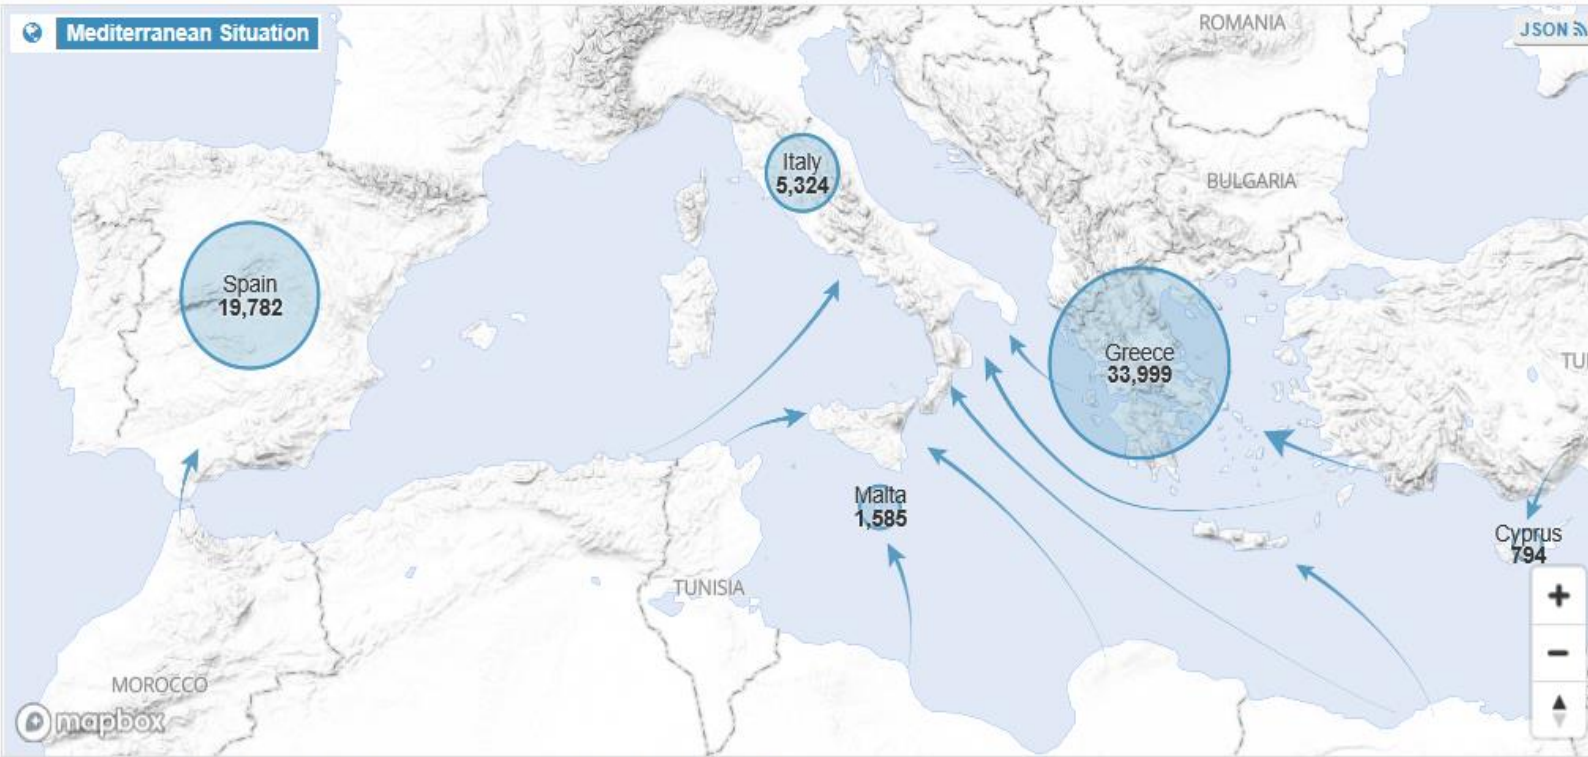 Mediterranean Situation
ROMANIA
JSON
Italy
5,324
BULGARIA
Spain
19,782
Greece
33,999
Malta
1,585
Cyprus
794
TUNISIA
MOROCCO
mapbox